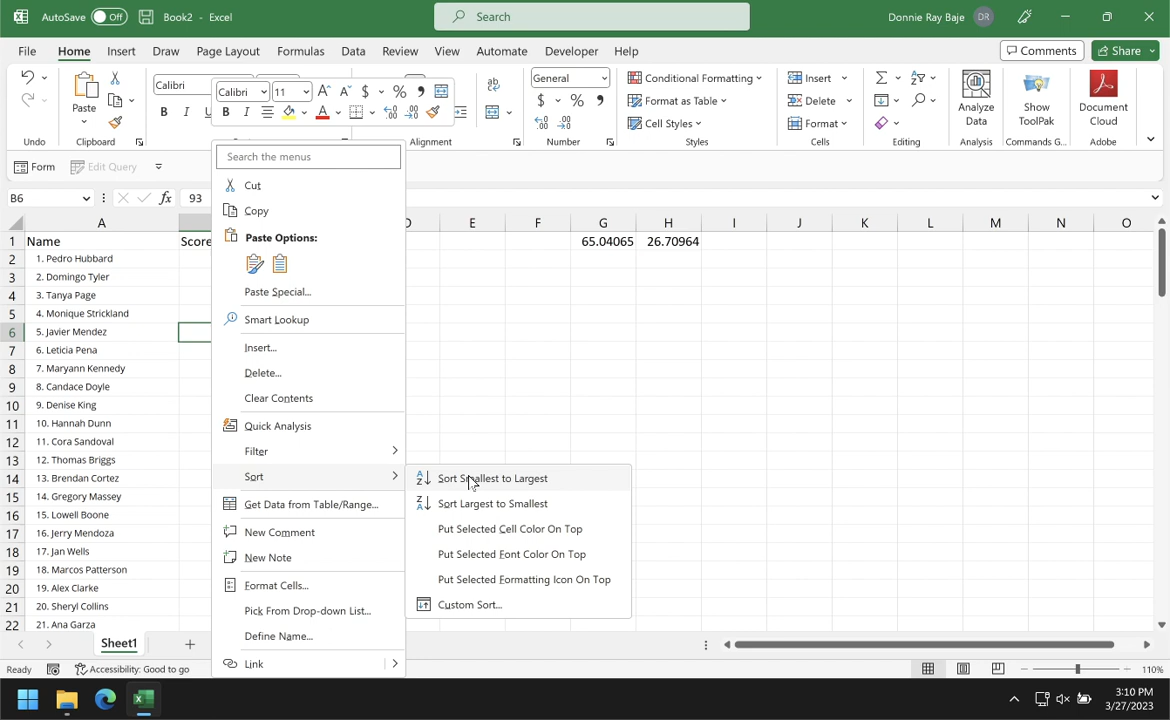 AutoSave Off Book2 - Excel Search Donnie Ray Baje DR
File Home Insert Draw Page Layout Formulas Data Review View Automate Developer Help Comments Share
Calibri General Conditional Formatting Insert
Paste Calibri 11 Format as Table Delete Analyze Data Show ToolPak Document Cloud
B I U B I Cell Styles Format
Undo Clipboard Alignment Number Styles Cells Editing Analysis Commands G... Adobe
Form Edit Query Search the menus
B6 fx 93
Cut
Copy
Paste Options:
Paste Special...
Smart Lookup
Insert...
Delete...
Clear Contents
Quick Analysis
Filter
Sort
Get Data from Table/Range...
New Comment
New Note
Format Cells...
Pick From Drop-down List...
Define Name...
Link
Sort Smallest to Largest
Sort Largest to Smallest
Put Selected Cell Color On Top
Put Selected Font Color On Top
Put Selected Formatting Icon On Top
Custom Sort...
A D E F G H I J K L M N O
1 Name Score 65.04065 26.70964
2 1. Pedro Hubbard
3 2. Domingo Tyler
4 3. Tanya Page
5 4. Monique Strickland
6 5. Javier Mendez
7 6. Leticia Pena
8 7. Maryann Kennedy
9 8. Candace Doyle
10 9. Denise King
11 10. Hannah Dunn
12 11. Cora Sandoval
13 12. Thomas Briggs
14 13. Brendan Cortez
15 14. Gregory Massey
16 15. Lowell Boone
17 16. Jerry Mendoza
18 17. Jan Wells
19 18. Marcos Patterson
20 19. Alex Clarke
21 20. Sheryl Collins
22 21. Ana Garza
Sheet1
Ready Accessibility: Good to go 110%
3:10 PM
3/27/2023